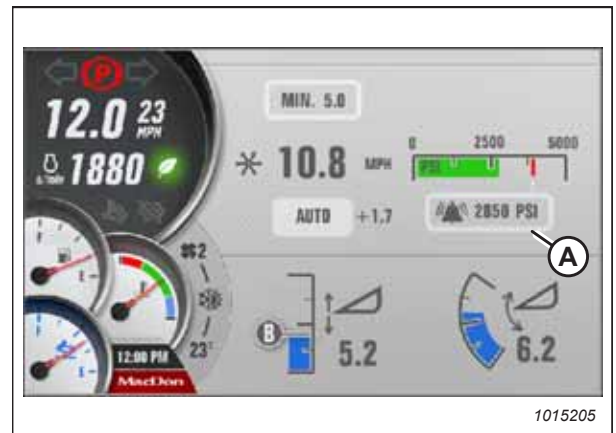 P
12.0 23
MPH
1880
MIN. 5.0
10.8 MPH
AUTO +1.7
0 2500 5000
PSI
2850 PSI
A
F
E
2
23°
12:00 PM
MacDon
B
5.2
6.2
1015205